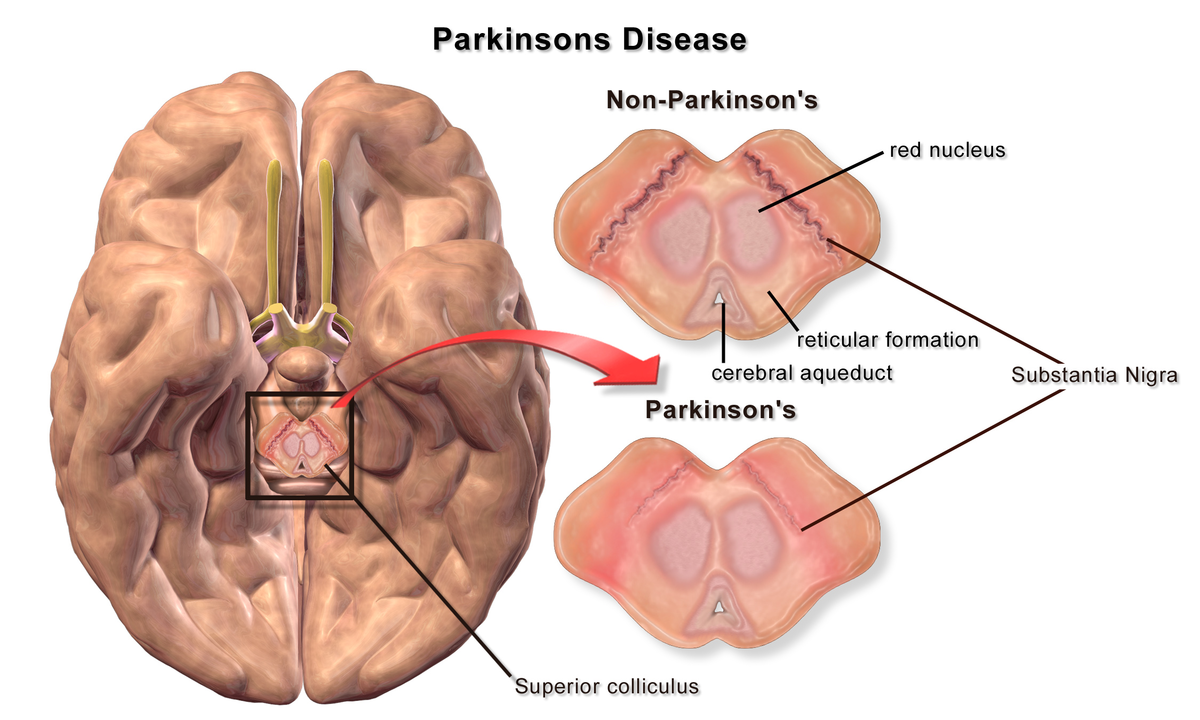 Parkinsons Disease
Non-Parkinson's
red nucleus
reticular formation
cerebral aqueduct
Substantia Nigra
Parkinson's
Superior colliculus